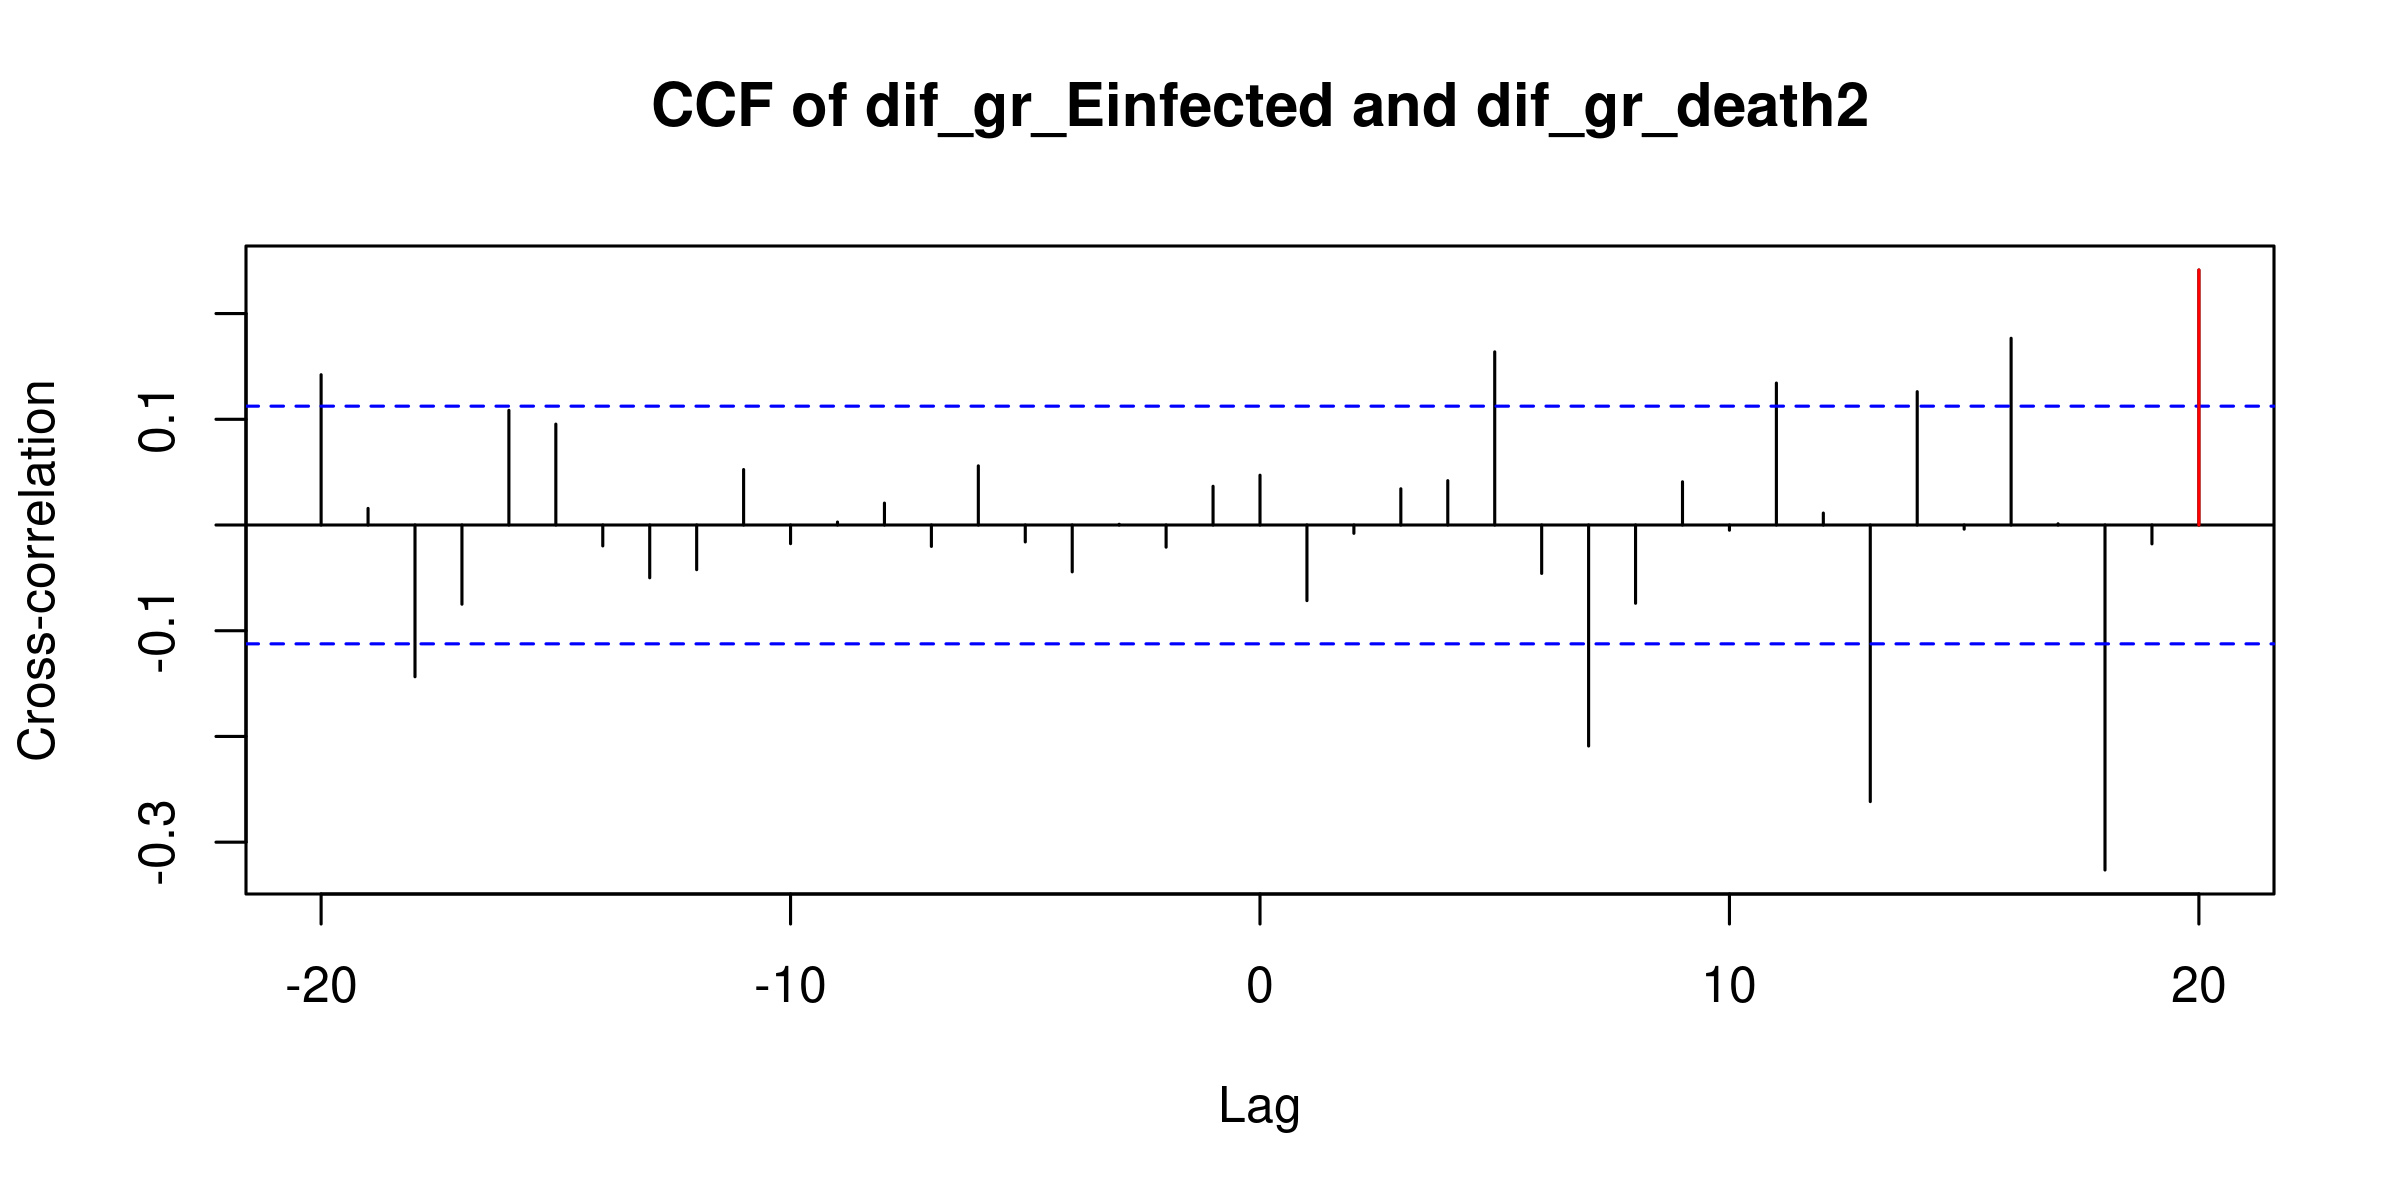 CCF of dif_gr_Einfected and dif_gr_death2
Cross-correlation
0.1
-0.1
-0.3
-20 -10 0 10 20
Lag